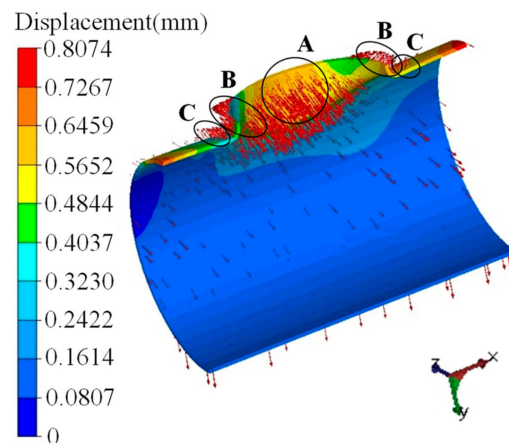 Displacement(mm)
0.8074
0.7267
0.6459
0.5652
0.4844
0.4037
0.3230
0.2422
0.1614
0.0807
0
A
B
C
B
C
z
x
y